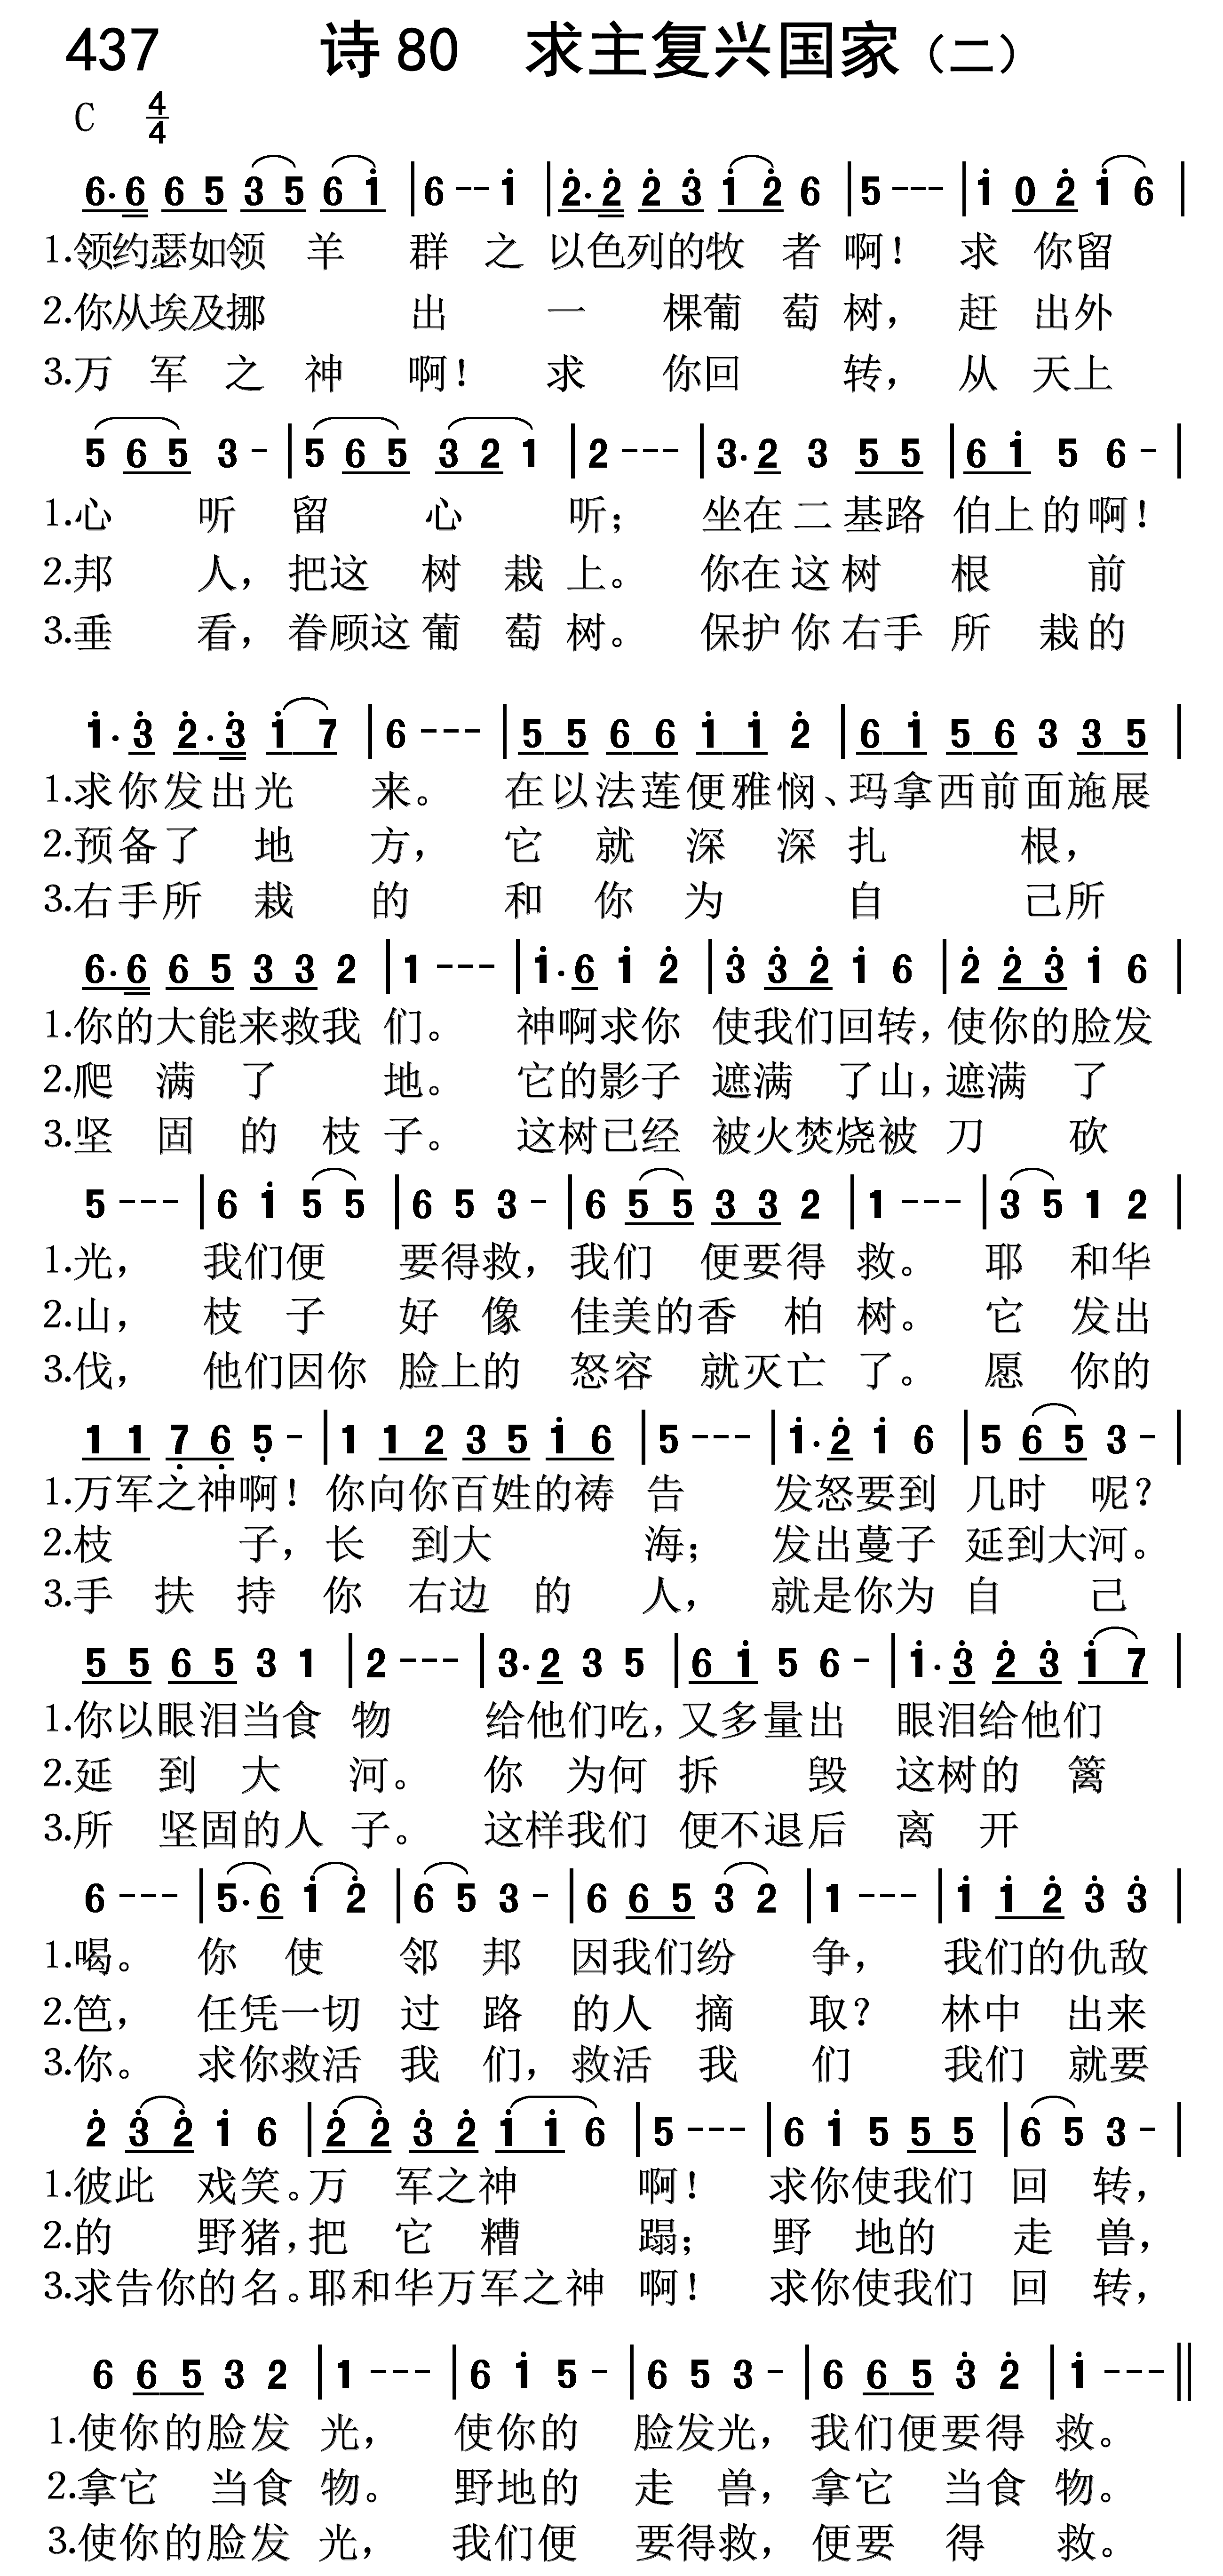 437 诗80 求主复兴国家（二）
C 4/4
6·6 6 5 3 5 6 i | 6 -- i | 2̇·2̇ 2̇ 3̇ i 2̇ 6 | 5 --- | i 0 2̇ i 6 |
1.领约瑟如领 羊 群 之 以色列的牧 者 啊！ 求 你留
2.你从埃及挪 出 一 棵葡 萄 树， 赶 出外
3.万 军 之 神 啊！ 求 你回 转， 从 天上
5 6 5 3 - | 5 6 5 3 2 1 | 2 --- | 3·2 3 5 5 | 6 i 5 6 - |
1.心 听 留 心 听； 坐在二基路 伯上的啊！
2.邦 人，把这 树 栽 上。 你在这树 根 前
3.垂 看，眷顾这葡 萄 树。 保护你右手 所 栽的
i·3̇ 2̇·3̇ i 7 | 6 --- | 5 5 6 6 i i 2̇ | 6 i 5 6 3 3 5 |
1.求你发出光 来。 在以法莲便雅悯、玛拿西前面施展
2.预备了 地 方， 它 就 深 深 扎 根，
3.右手所 栽 的 和 你 为 自 己所
6·6 6 5 3 3 2 | 1 --- | i·6 i 2̇ | 3̇ 3̇ 2̇ i 6 | 2̇ 2̇ 3̇ i 6
1.你的大能来救我 们。 神啊求你 使我们回转，使你的脸发
2.爬 满 了 地。 它的影子 遮满 了山，遮满 了
3.坚 固 的 枝 子。 这树已经 被火焚烧被 刀 砍
5 --- | 6 i 5 5 | 6 5 3 - | 6 5 5 3 3 2 | 1 --- | 3 5 1 2 |
1.光， 我们便 要得救，我们 便要得 救。 耶 和华
2.山， 枝 子 好 像 佳美的香 柏 树。 它 发出
3.伐， 他们因你 脸上的 怒容 就灭亡 了。 愿 你的
1 1 7̣ 6̣ 5̣ - | 1 1 2 3 5 i 6 | 5 --- | i·2̇ i 6 | 5 6 5 3 - |
1.万军之神啊！你向你百姓的祷 告 发怒要到 几时 呢？
2.枝 子，长 到大 海； 发出蔓子 延到大河。
3.手 扶 持 你 右边 的 人， 就是你为 自 己
5 5 6 5 3 1 | 2 --- | 3·2 3 5 | 6 i 5 6 - | i·3̇ 2̇ 3̇ i 7 |
1.你以眼泪当食 物 给他们吃，又多量出 眼泪给他们
2.延 到 大 河。 你 为何 拆 毁 这树的 篱
3.所 坚固的人 子。 这样我们 便不退后 离 开
6 --- | 5·6 i 2̇ | 6 5 3 - | 6 6 5 3 2 | 1 --- | i i 2̇ 3̇ 3̇ |
1.喝。 你 使 邻 邦 因我们纷 争， 我们的仇敌
2.笆， 任凭一切 过 路 的人 摘 取？ 林中 出来
3.你。 求你救活 我 们，救活 我 们 我们 就要
2̇ 3̇ 2̇ i 6 | 2̇ 2̇ 3̇ 2̇ i i 6 | 5 --- | 6 i 5 5 5 | 6 5 3 - |
1.彼此 戏笑。万 军之神 啊！ 求你使我们 回 转，
2.的 野猪，把 它 糟 蹋； 野 地的 走 兽，
3.求告你的名。耶和华万军之神 啊！ 求你使我们 回 转，
6 6 5 3 2 | 1 --- | 6 i 5 - | 6 5 3 - | 6 6 5 3̇ 2̇ | i --- ||
1.使你的脸发 光， 使你的 脸发光，我们便要得 救。
2.拿它 当食 物。 野地的 走 兽，拿它 当食 物。
3.使你的脸发 光， 我们便 要得救，便要 得 救。